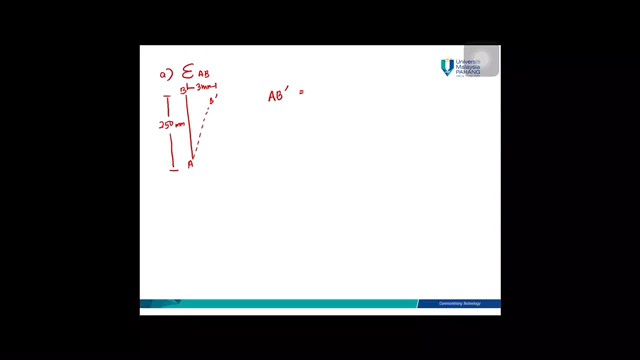 Universiti
Malaysia
PAHANG
a) ε AB
B 3mm B'
AB' =
250 mm
A
Communitising Technology